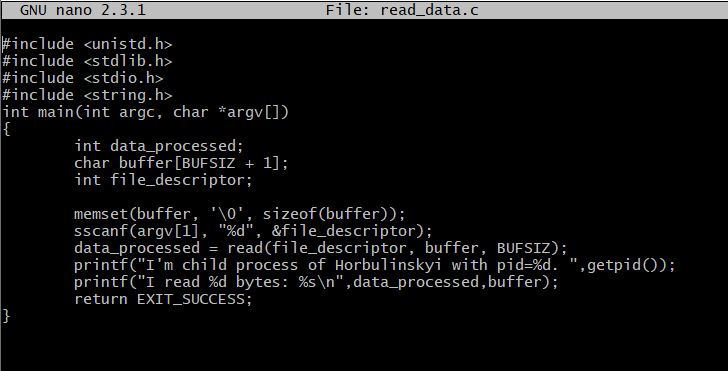 GNU nano 2.3.1 File: read_data.c
#include <unistd.h>
#include <stdlib.h>
#include <stdio.h>
#include <string.h>
int main(int argc, char *argv[])
{
        int data_processed;
        char buffer[BUFSIZ + 1];
        int file_descriptor;

        memset(buffer, '\0', sizeof(buffer));
        sscanf(argv[1], "%d", &file_descriptor);
        data_processed = read(file_descriptor, buffer, BUFSIZ);
        printf("I'm child process of Horbulinskyi with pid=%d. ",getpid());
        printf("I read %d bytes: %s\n",data_processed,buffer);
        return EXIT_SUCCESS;
}